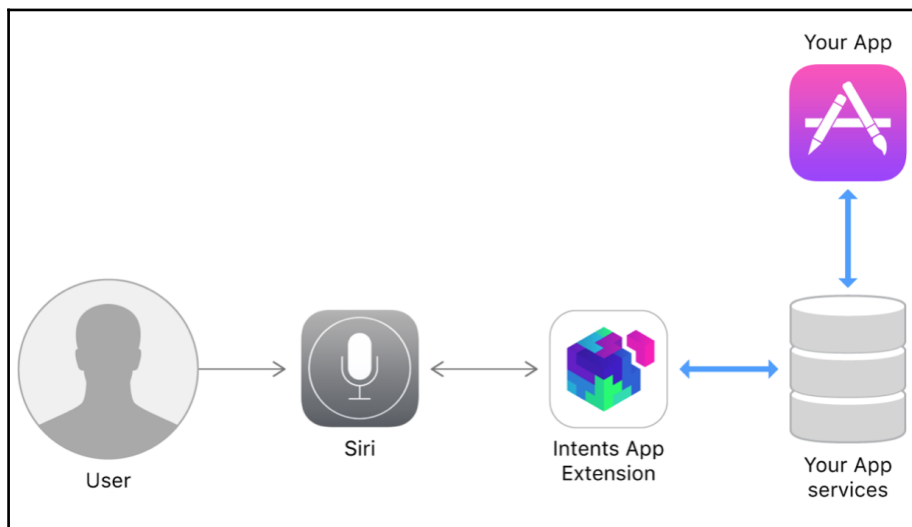 Your App
User
Siri
Intents App
Extension
Your App
services